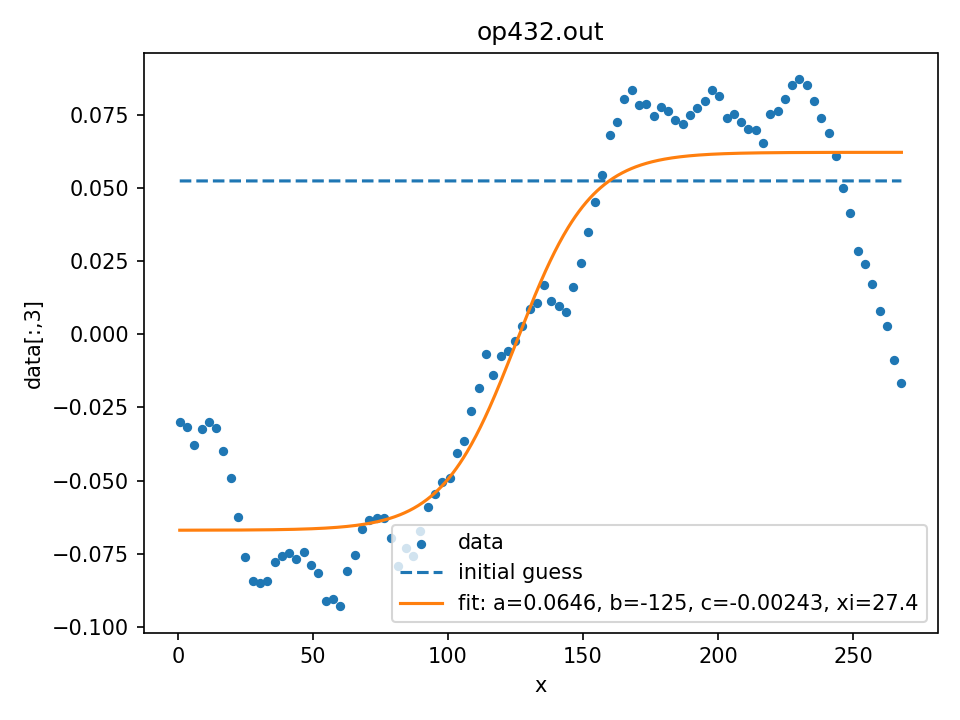 op432.out
0.075
0.050
0.025
0.000
−0.025
−0.050
−0.075
−0.100
data[:,3]
data
initial guess
fit: a=0.0646, b=-125, c=-0.00243, xi=27.4
0 50 100 150 200 250
x